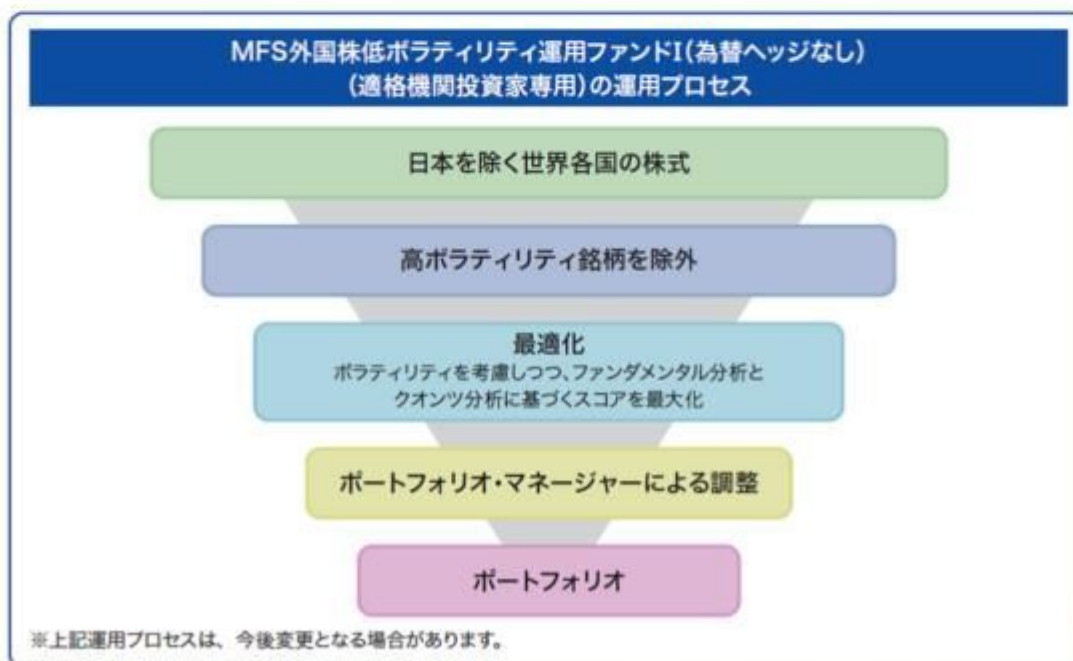 MFS外国株低ボラティリティ運用ファンドI(為替ヘッジなし)
(適格機関投資家専用)の運用プロセス
日本を除く世界各国の株式
高ボラティリティ銘柄を除外
最適化
ボラティリティを考慮しつつ、ファンダメンタル分析と
クオンツ分析に基づくスコアを最大化
ポートフォリオ・マネージャーによる調整
ポートフォリオ
※上記運用プロセスは、今後変更となる場合があります。